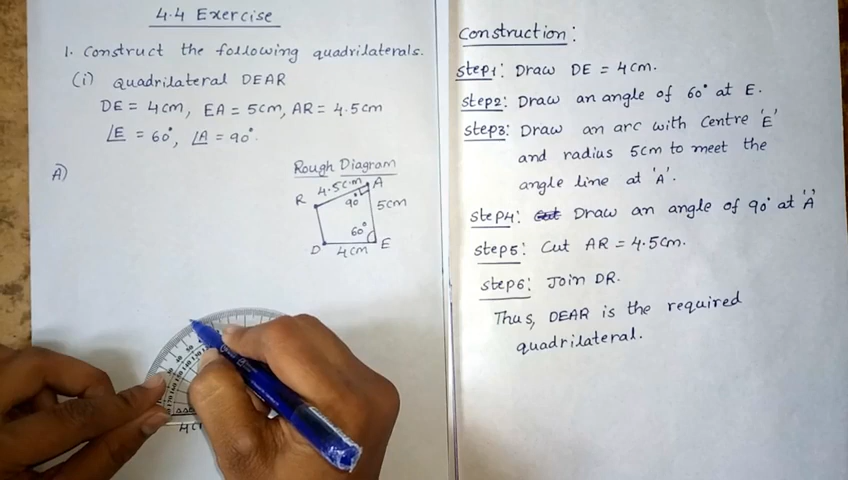 4.4 Exercise
1. Construct the following quadrilaterals.
(i) Quadrilateral DEAR
DE = 4cm, EA = 5cm, AR = 4.5cm
∠E = 60°, ∠A = 90°.
A)
Rough Diagram
4.5cm A
R
90°
5cm
60°
D 4cm E
Construction:
Step1: Draw DE = 4cm.
Step2: Draw an angle of 60° at E.
Step3: Draw an arc with centre 'E'
and radius 5cm to meet the
angle line at 'A'.
Step4: Draw an angle of 90° at 'A'
Step5: Cut AR = 4.5cm.
Step6: Join DR.
Thus, DEAR is the required
quadrilateral.